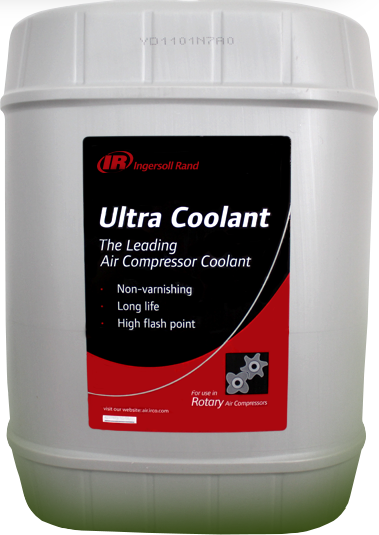 VD1101N7A0
IR Ingersoll Rand
Ultra Coolant
The Leading
Air Compressor Coolant
· Non-varnishing
· Long life
· High flash point
For use in
Rotary Air Compressors
visit our website:air.irco.com